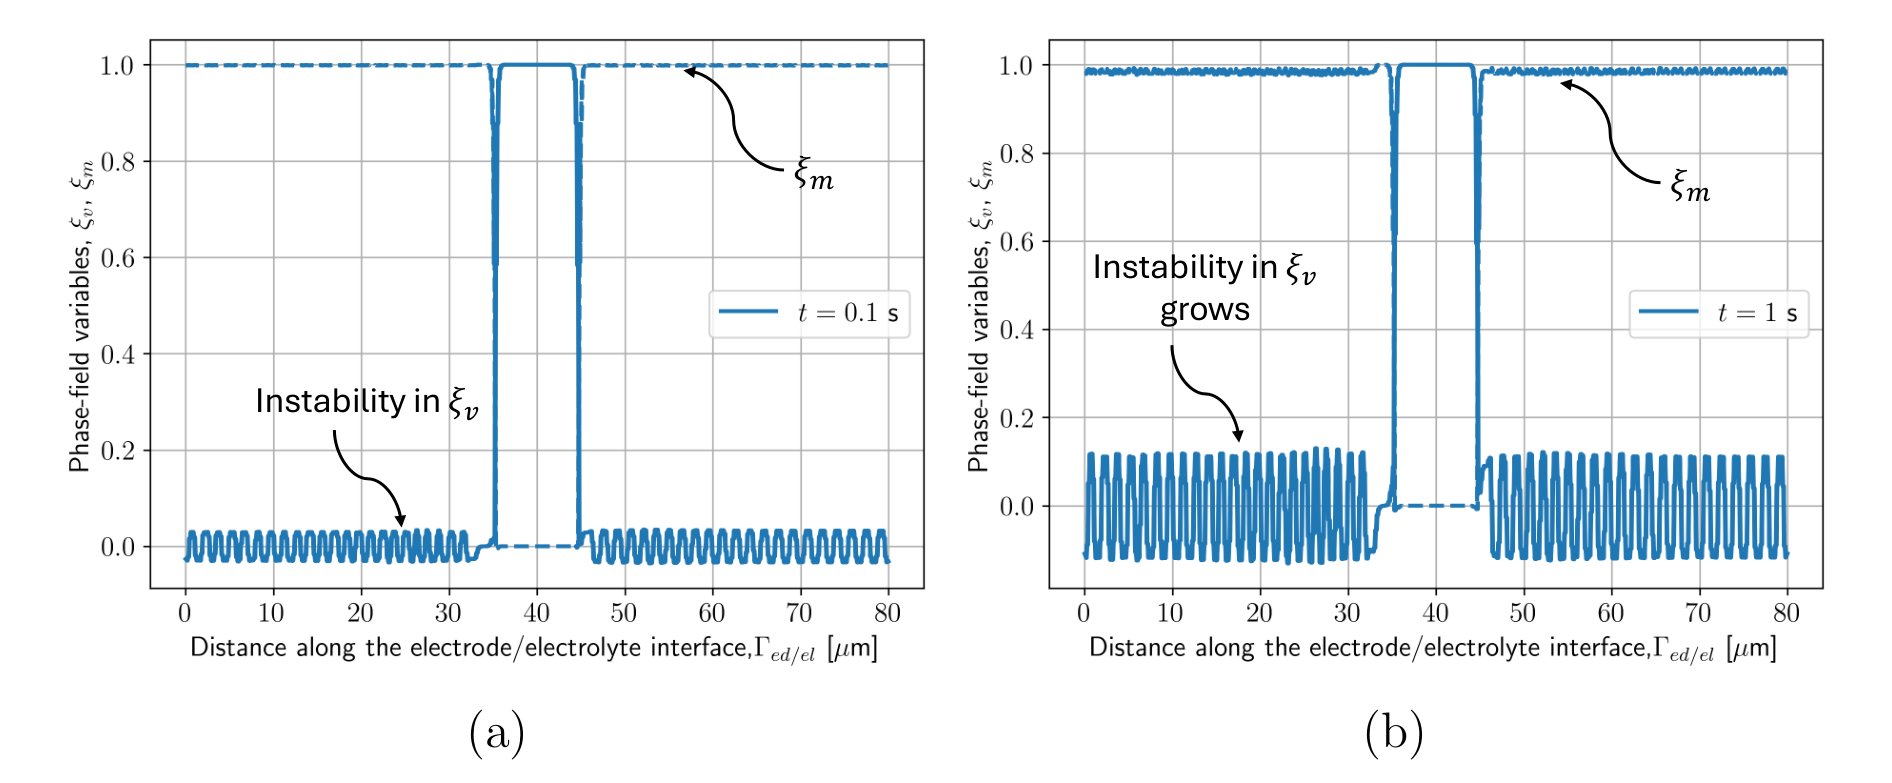 Phase-field variables, ξ_v, ξ_m
1.0
0.8
0.6
0.4
0.2
0.0
0 10 20 30 40 50 60 70 80
Distance along the electrode/electrolyte interface,Γ_ed/el [μm]
ξ_m
t = 0.1 s
Instability in ξ_v
(a)
Phase-field variables, ξ_v, ξ_m
1.0
0.8
0.6
0.4
0.2
0.0
0 10 20 30 40 50 60 70 80
Distance along the electrode/electrolyte interface,Γ_ed/el [μm]
ξ_m
Instability in ξ_v
grows
t = 1 s
(b)